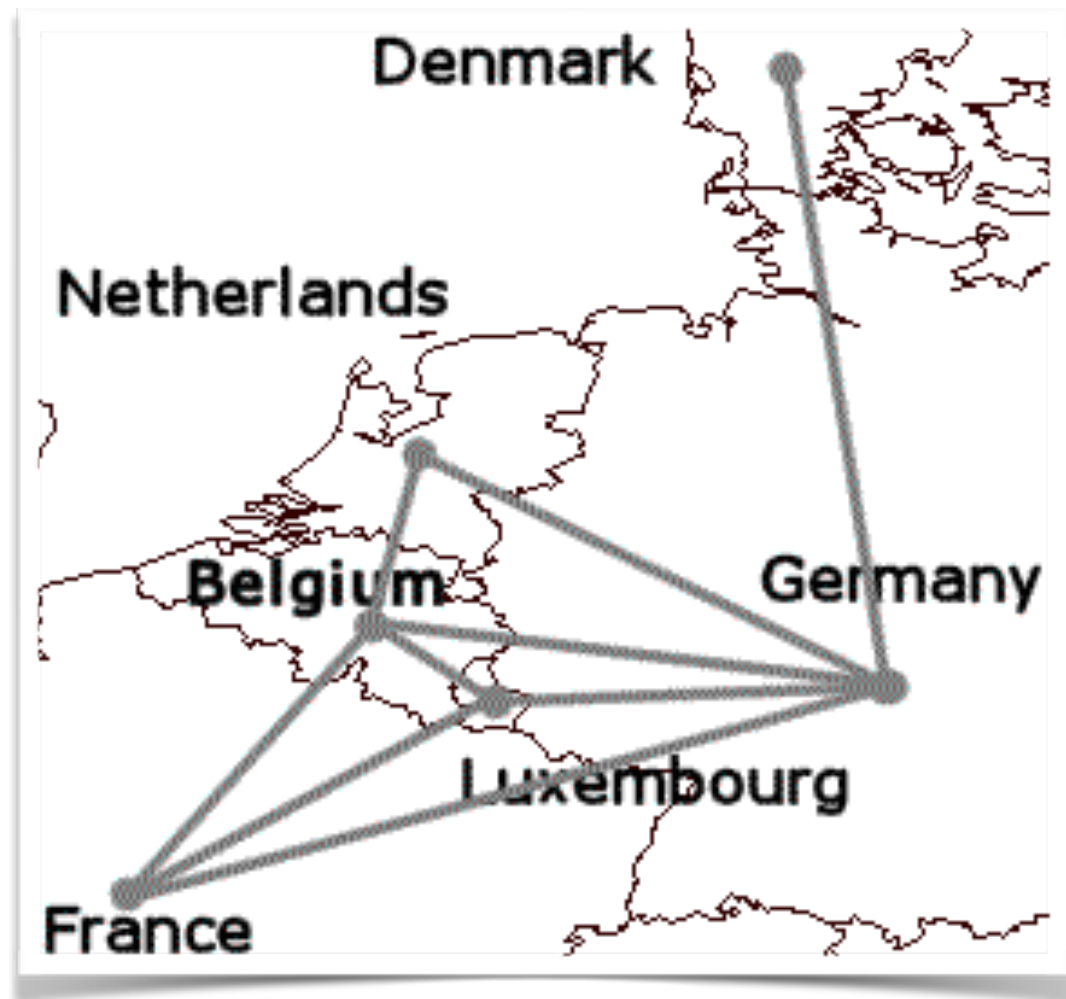 Denmark
Netherlands
Belgium
Germany
Luxembourg
France